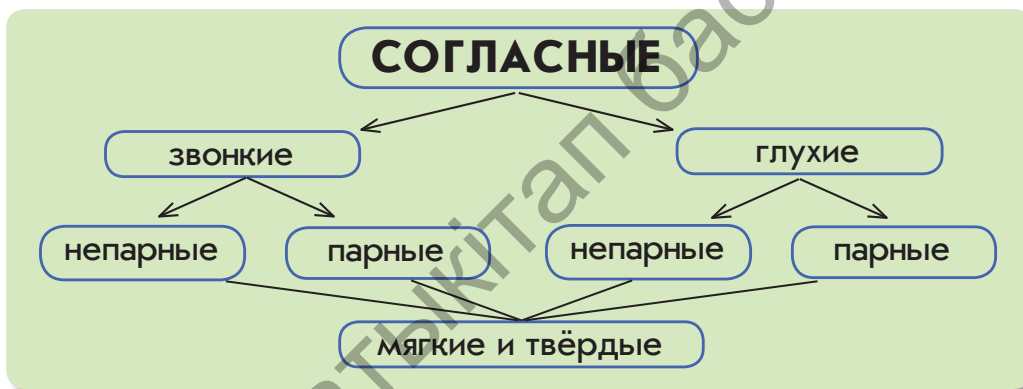 СОГЛАСНЫЕ
звонкие глухие
непарные парные непарные парные
мягкие и твёрдые